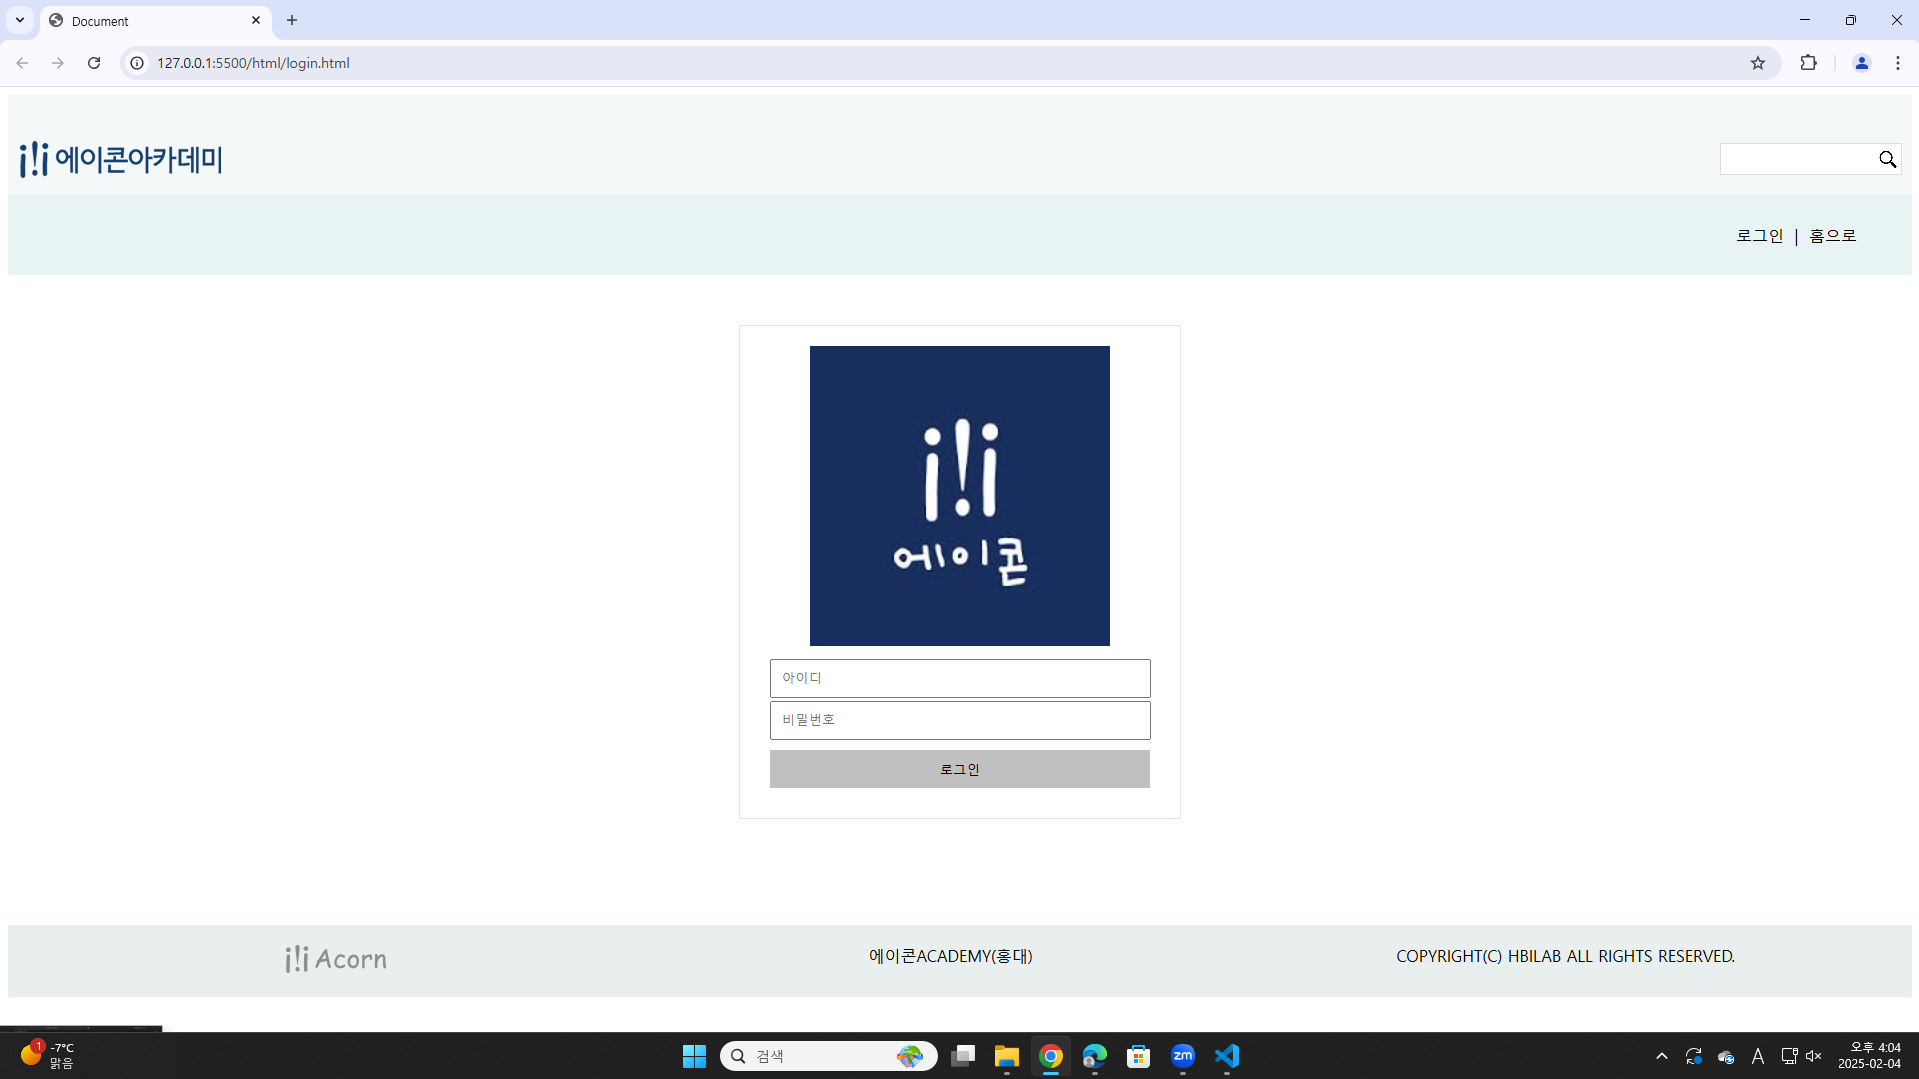 Document
127.0.0.1:5500/html/login.html
에이콘아카데미
로그인 | 홈으로
에이콘
아이디
비밀번호
로그인
Acorn
에이콘ACADEMY(홍대)
COPYRIGHT(C) HBILAB ALL RIGHTS RESERVED.
1
-7°C
맑음
검색
zm
A
오후 4:04
2025-02-04